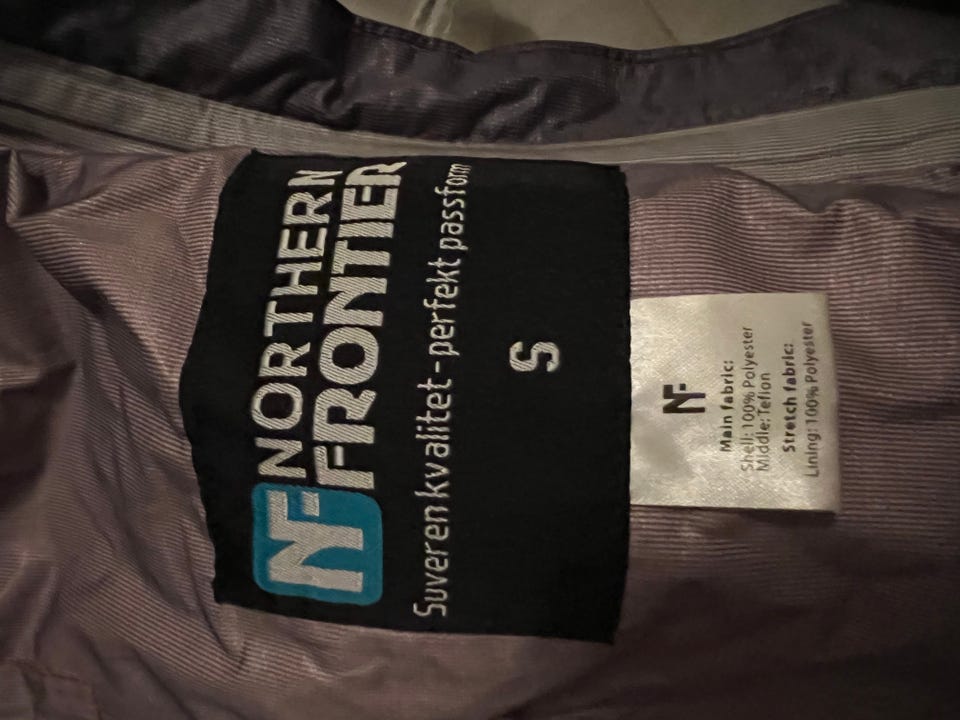 NF
NORTHERN
FRONTIER
Suveren kvalitet-perfekt passform
S
NF
Main fabric:
Shell: 100% Polyester
Middle: Teflon
Stretch fabric:
Lining: 100% Polyester